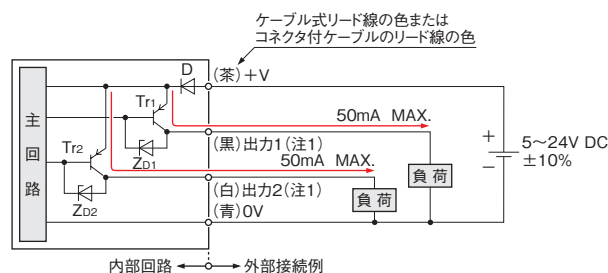 ケーブル式リード線の色または
コネクタ付ケーブルのリード線の色
D
(茶)+V
Tr1
50mA MAX.
主回路
ZD1
(黒)出力1(注1)
Tr2
50mA MAX.
5〜24V DC
±10%
+
−
負荷
ZD2
(白)出力2(注1)
負荷
(青)0V
内部回路
外部接続例